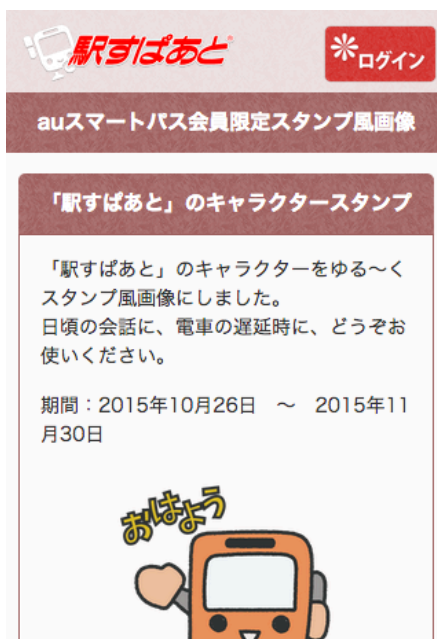 駅すぱあと®
ログイン
auスマートパス会員限定スタンプ風画像
「駅すぱあと」のキャラクタースタンプ
「駅すぱあと」のキャラクターをゆる〜く
スタンプ風画像にしました。
日頃の会話に、電車の遅延時に、どうぞお
使いください。
期間：2015年10月26日　〜　2015年11
月30日
おはよう